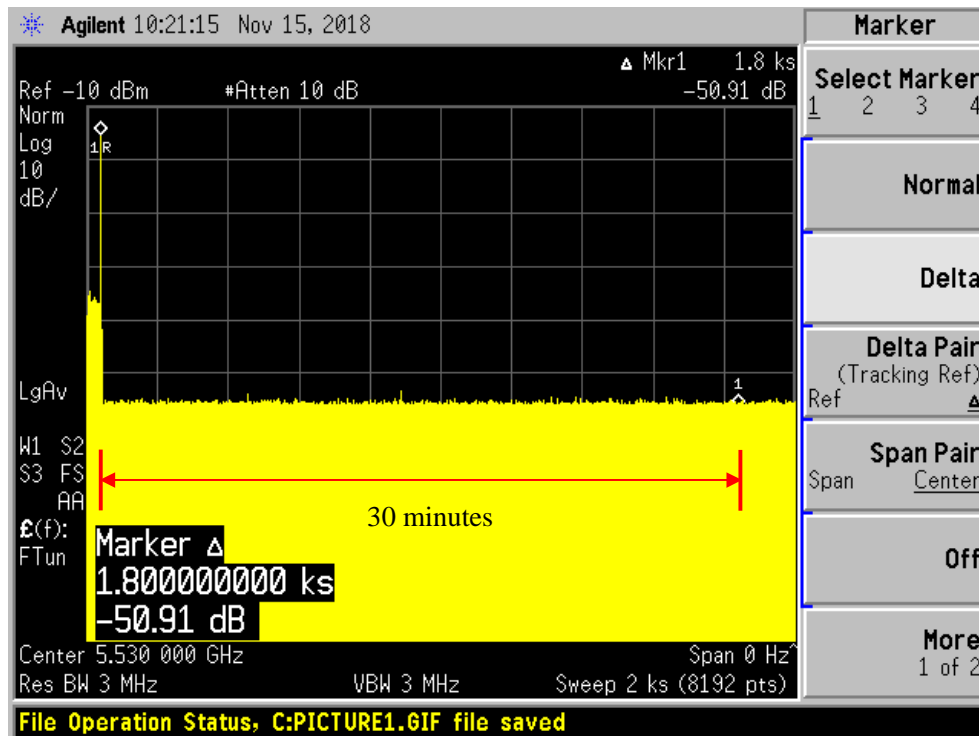 Agilent 10:21:15 Nov 15, 2018
Marker
Δ Mkr1 1.8 ks
Ref -10 dBm #Atten 10 dB -50.91 dB
Norm
Log
10
dB/
1R
1
LgAv
W1 S2
S3 FS
AA
£(f):
FTun
30 minutes
Marker Δ
1.800000000 ks
-50.91 dB
Center 5.530 000 GHz Span 0 Hz^
Res BW 3 MHz VBW 3 MHz Sweep 2 ks (8192 pts)
File Operation Status, C:PICTURE1.GIF file saved
Select Marker
1 2 3 4
Normal
Delta
Delta Pair
(Tracking Ref)
Ref Δ
Span Pair
Span Center
Off
More
1 of 2